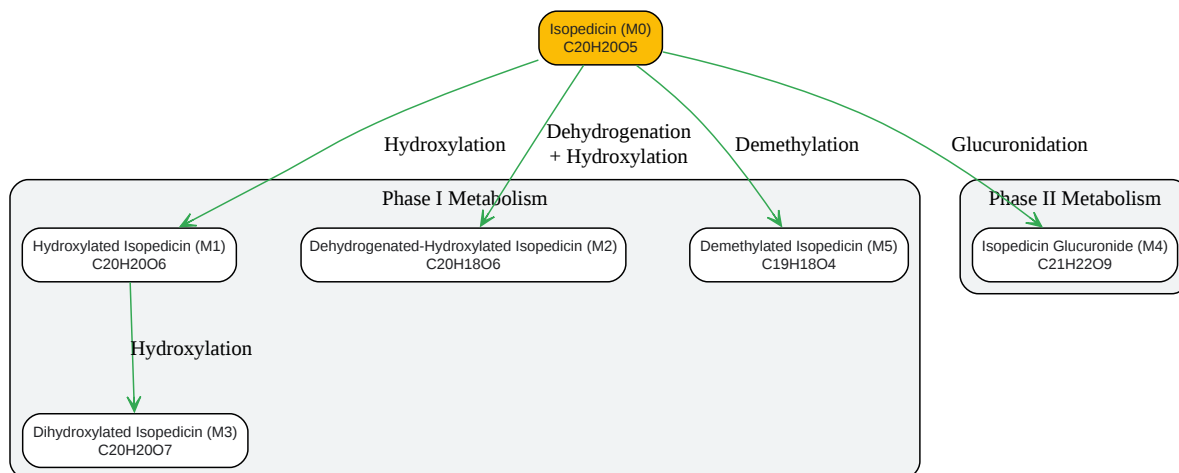 Isopedicin (M0)
C20H20O5
Hydroxylation
Dehydrogenation
+ Hydroxylation
Demethylation
Glucuronidation
Phase I Metabolism
Phase II Metabolism
Hydroxylated Isopedicin (M1)
C20H20O6
Dehydrogenated-Hydroxylated Isopedicin (M2)
C20H18O6
Demethylated Isopedicin (M5)
C19H18O4
Isopedicin Glucuronide (M4)
C21H22O9
Hydroxylation
Dihydroxylated Isopedicin (M3)
C20H20O7